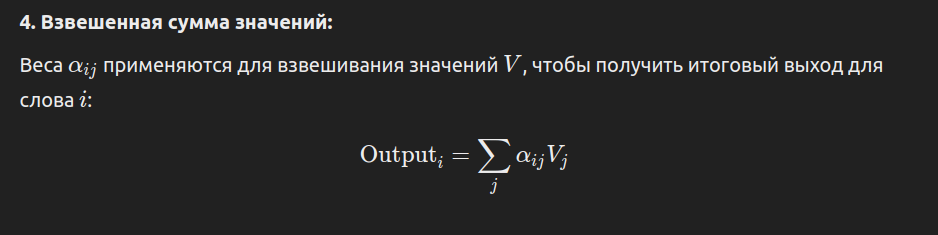 4. Взвешенная сумма значений:
Веса αᵢⱼ применяются для взвешивания значений V, чтобы получить итоговый выход для
слова i:
Outputᵢ = ∑ⱼ αᵢⱼVⱼ